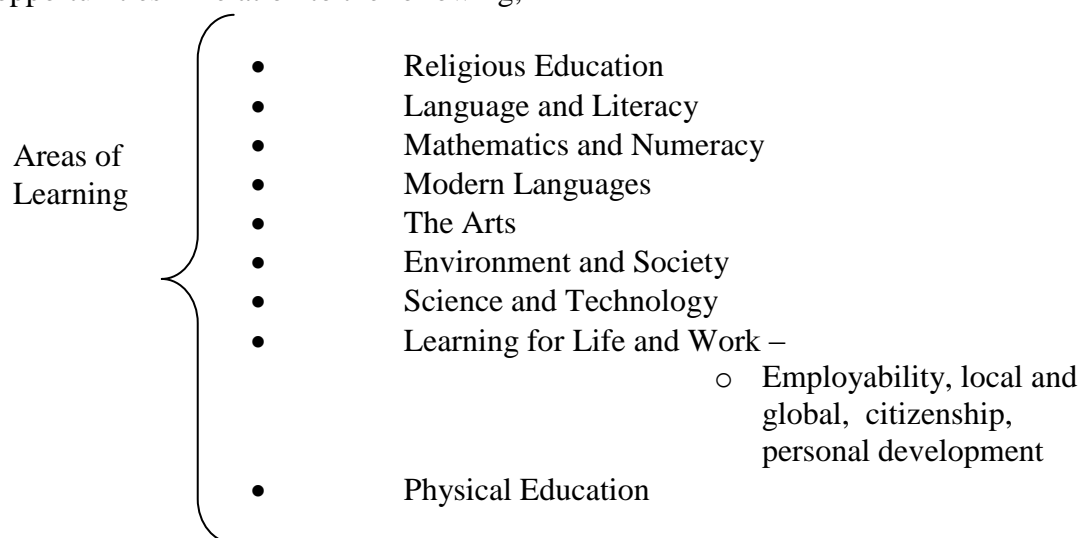 • Religious Education
• Language and Literacy
• Mathematics and Numeracy
Areas of
Learning
• Modern Languages
• The Arts
• Environment and Society
• Science and Technology
• Learning for Life and Work –
o Employability, local and
global, citizenship,
personal development
• Physical Education